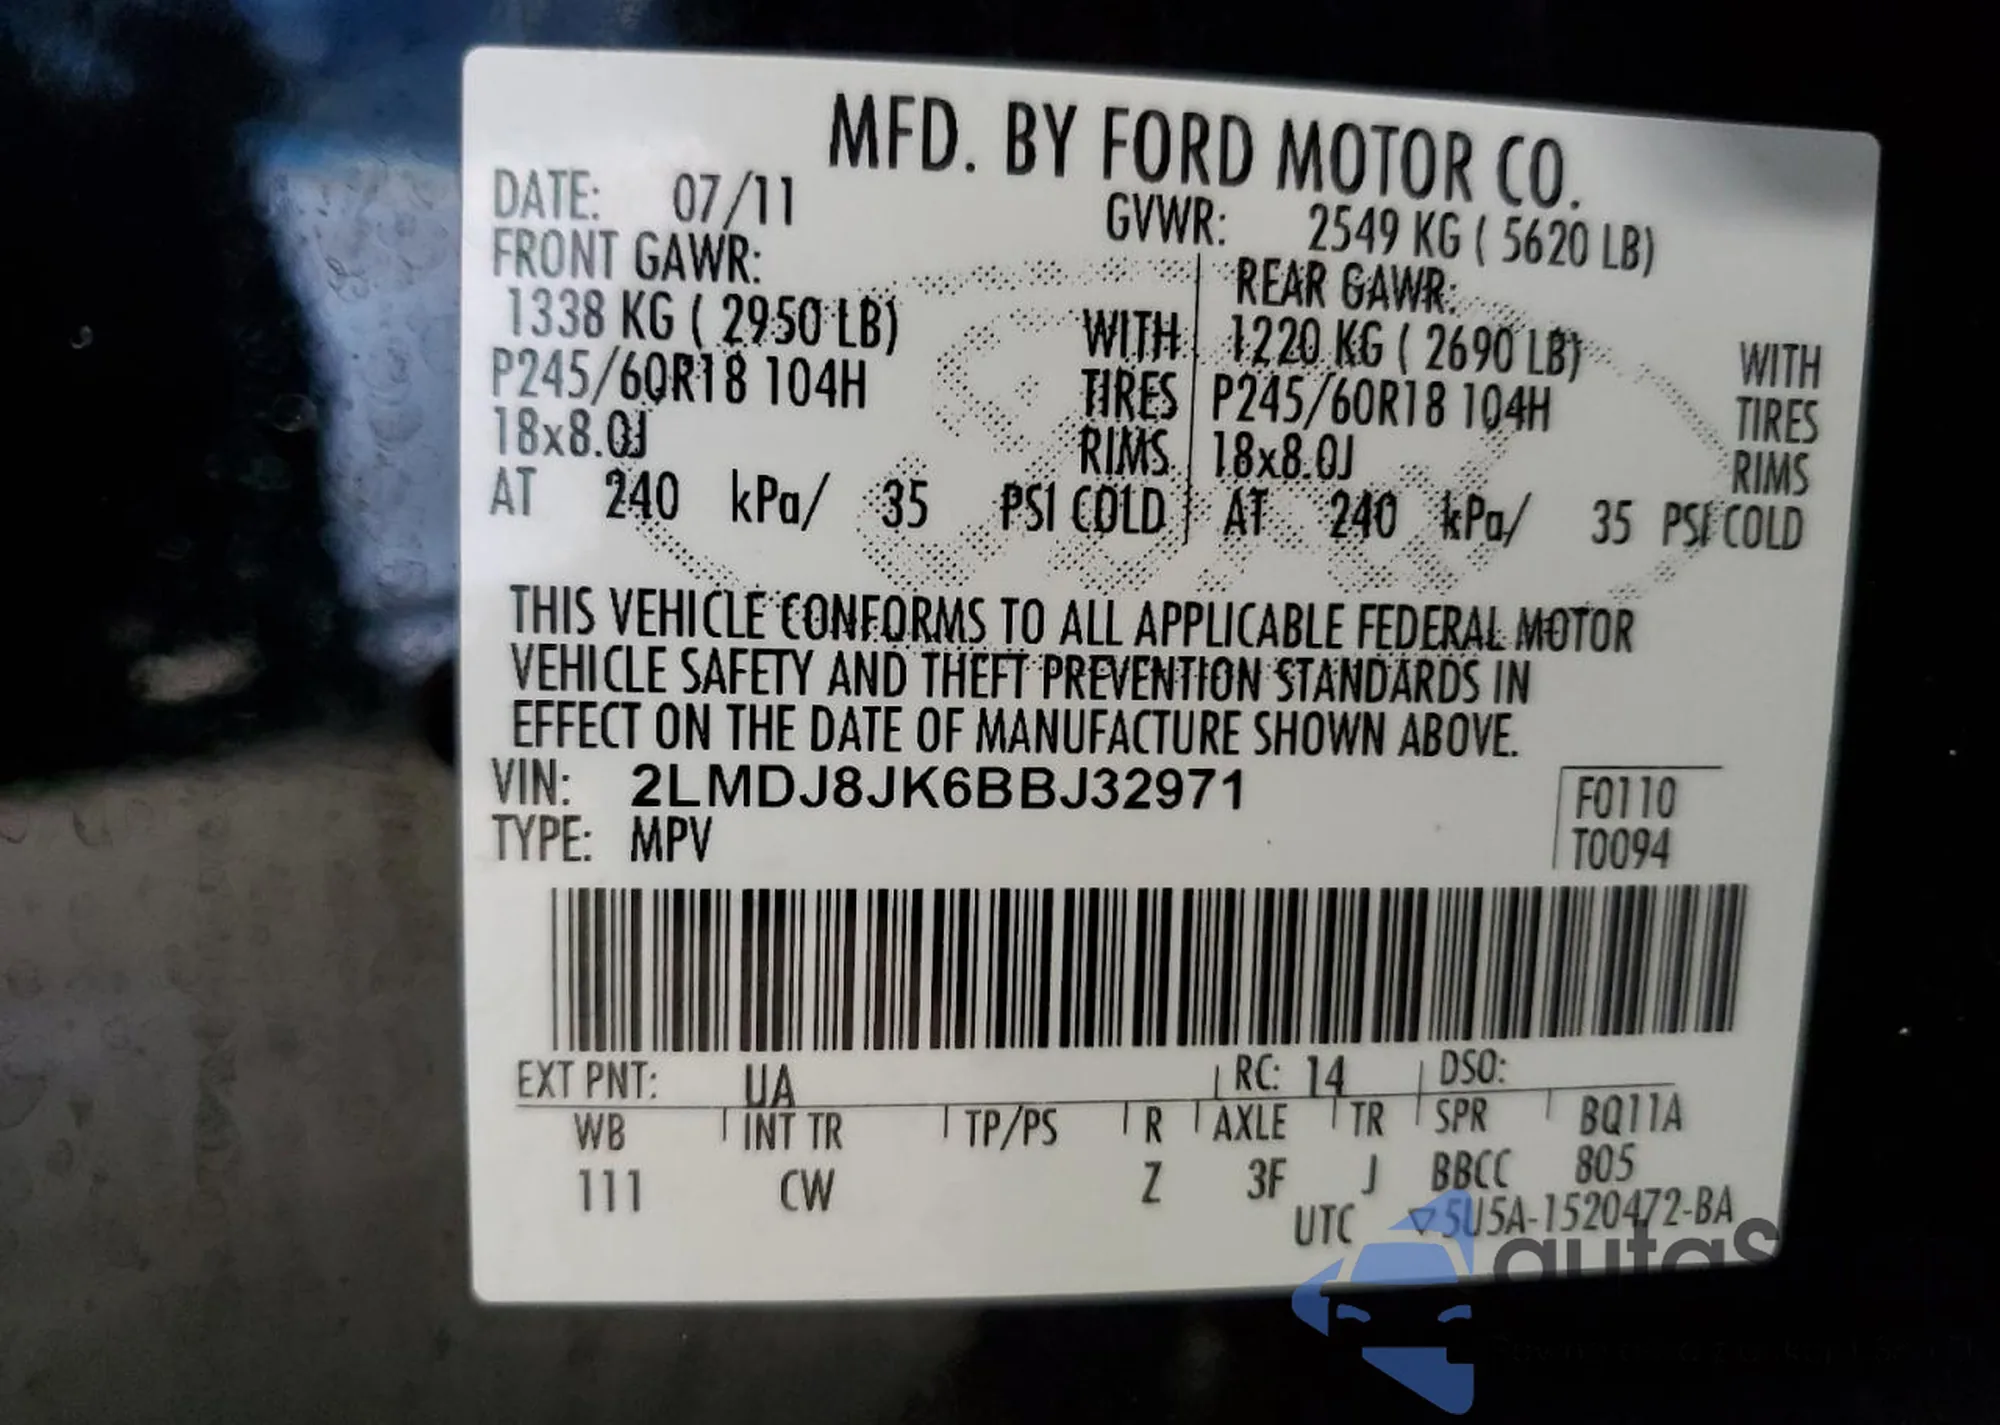 MFD. BY FORD MOTOR CO.
DATE: 07/11
GVWR: 2549 KG ( 5620 LB)
FRONT GAWR:
1338 KG ( 2950 LB) WITH
P245/60R18 104H TIRES
18x8.0J RIMS
AT 240 kPa/ 35 PSI COLD
REAR GAWR:
1220 KG ( 2690 LB) WITH
P245/60R18 104H TIRES
18x8.0J RIMS
AT 240 kPa/ 35 PSI COLD
THIS VEHICLE CONFORMS TO ALL APPLICABLE FEDERAL MOTOR
VEHICLE SAFETY AND THEFT PREVENTION STANDARDS IN
EFFECT ON THE DATE OF MANUFACTURE SHOWN ABOVE.
VIN: 2LMDJ8JK6BBJ32971
TYPE: MPV
F0110
T0094
EXT PNT: UA RC: 14 DSO:
WB INT TR TP/PS R AXLE TR SPR BQ11A
111 CW Z 3F J BBCC 805
UTC ▽5U5A-1520472-BA
autas